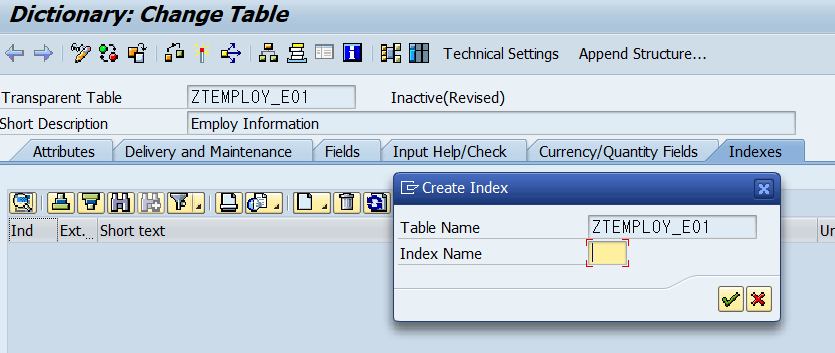 Dictionary: Change Table
Technical Settings Append Structure...
Transparent Table ZTEMPLOY_E01 Inactive(Revised)
Short Description Employ Information
Attributes Delivery and Maintenance Fields Input Help/Check Currency/Quantity Fields Indexes
Create Index
Table Name ZTEMPLOY_E01
Index Name
Ind Ext... Short text Un